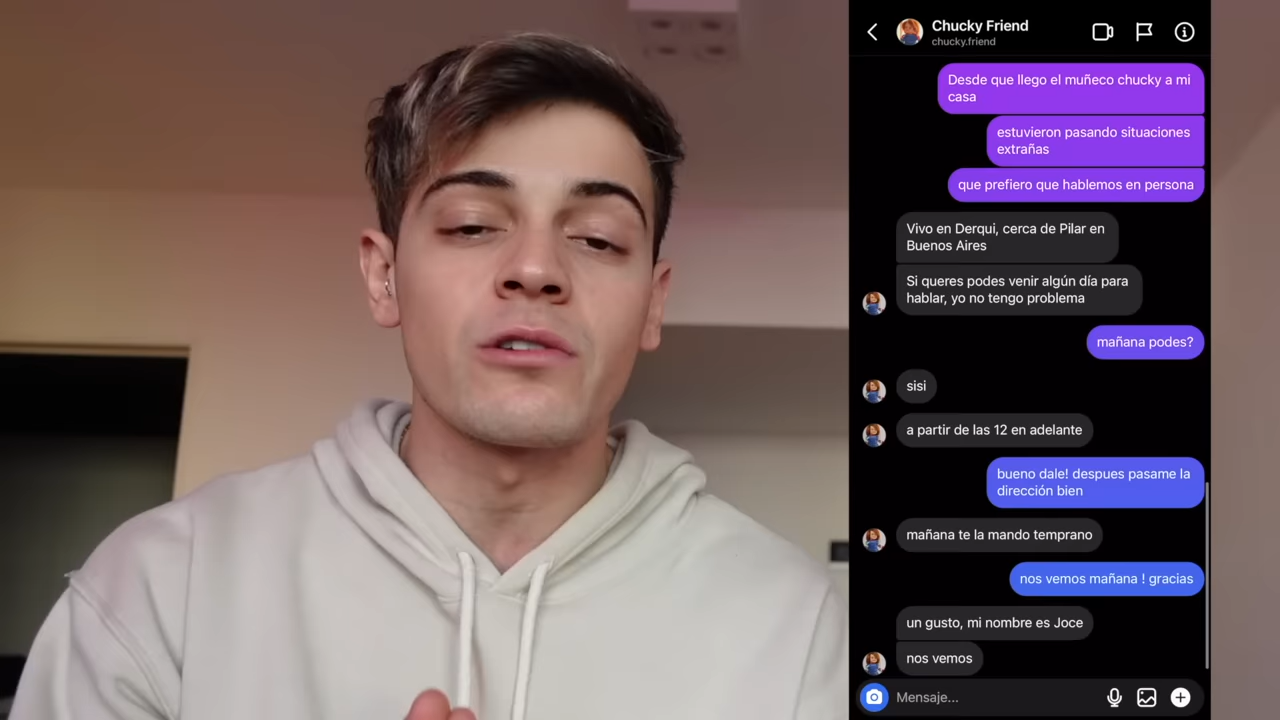 Chucky Friend
chucky.friend
Desde que llego el muñeco chucky a mi
casa
estuvieron pasando situaciones
extrañas
que prefiero que hablemos en persona
Vivo en Derqui, cerca de Pilar en
Buenos Aires
Si queres podes venir algún día para
hablar, yo no tengo problema
mañana podes?
sisi
a partir de las 12 en adelante
bueno dale! despues pasame la
dirección bien
mañana te la mando temprano
nos vemos mañana ! gracias
un gusto, mi nombre es Joce
nos vemos
Mensaje...